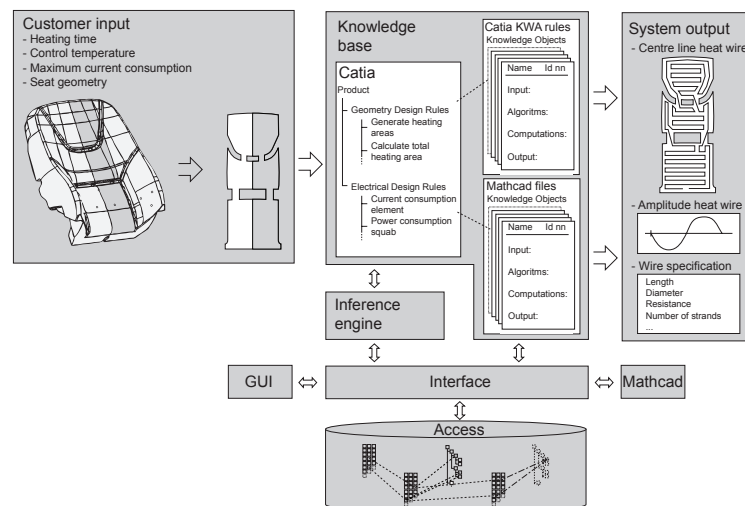 Customer input
- Heating time
- Control temperature
- Maximum current consumption
- Seat geometry
Knowledge
base
Catia
Product
Geometry Design Rules
Generate heating
areas
Calculate total
heating area
Electrical Design Rules
Current consumption
element
Power consumption
squab
Catia KWA rules
Knowledge Objects
Name Id nn
Input:
Algoritms:
Computations:
Output:
Mathcad files
Knowledge Objects
Name Id nn
Input:
Algoritms:
Computations:
Output:
System output
- Centre line heat wire
- Amplitude heat wire
- Wire specification
Length
Diameter
Resistance
Number of strands
...
Inference
engine
GUI
Interface
Mathcad
Access